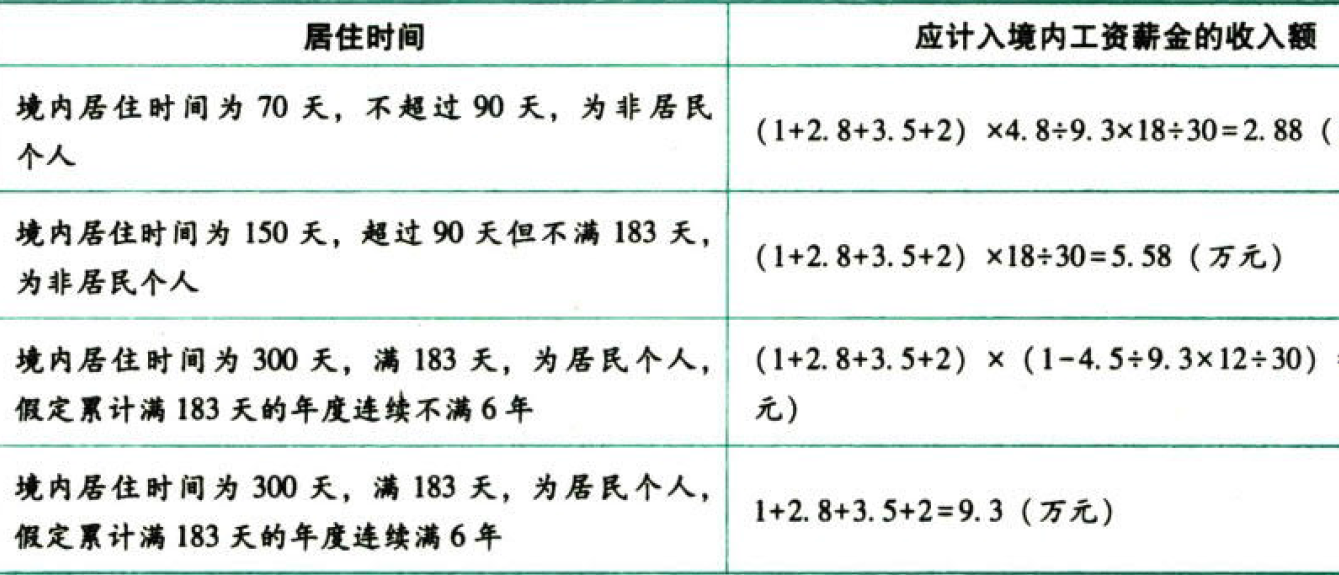 居住时间
应计入境内工资薪金的收入额
境内居住时间为 70 天，不超过 90 天，为非居民
个人
(1+2.8+3.5+2) ×4.8÷9.3×18÷30=2.88（
境内居住时间为 150 天，超过 90 天但不满 183 天，
为非居民个人
(1+2.8+3.5+2) ×18÷30=5.58（万元）
境内居住时间为 300 天，满 183 天，为居民个人，
假定累计满 183 天的年度连续不满 6 年
(1+2.8+3.5+2) ×（1-4.5÷9.3×12÷30）
元）
境内居住时间为 300 天，满 183 天，为居民个人，
假定累计满 183 天的年度连续满 6 年
1+2.8+3.5+2=9.3（万元）